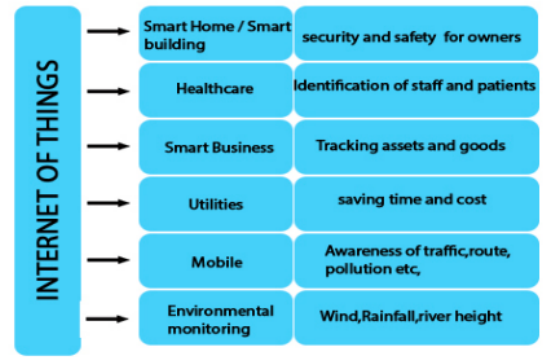 INTERNET OF THINGS
Smart Home / Smart
building
security and safety for owners
Healthcare
Identification of staff and patients
Smart Business
Tracking assets and goods
Utilities
saving time and cost
Mobile
Awareness of traffic,route,
pollution etc,
Environmental
monitoring
Wind,Rainfall,river height